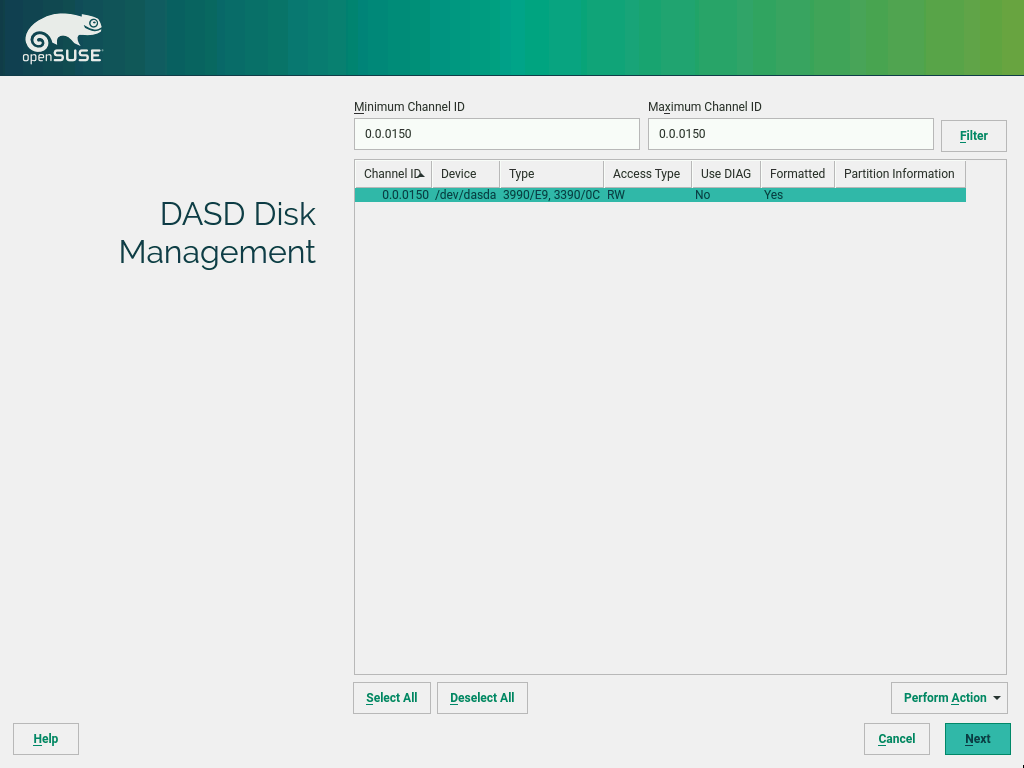 openSUSE
Minimum Channel ID
Maximum Channel ID
0.0.0150
0.0.0150
Filter
DASD Disk
Management
Channel ID Device Type Access Type Use DIAG Formatted Partition Information
0.0.0150 /dev/dasda 3990/E9, 3390/0C RW No Yes
Select All
Deselect All
Perform Action
Help
Cancel
Next